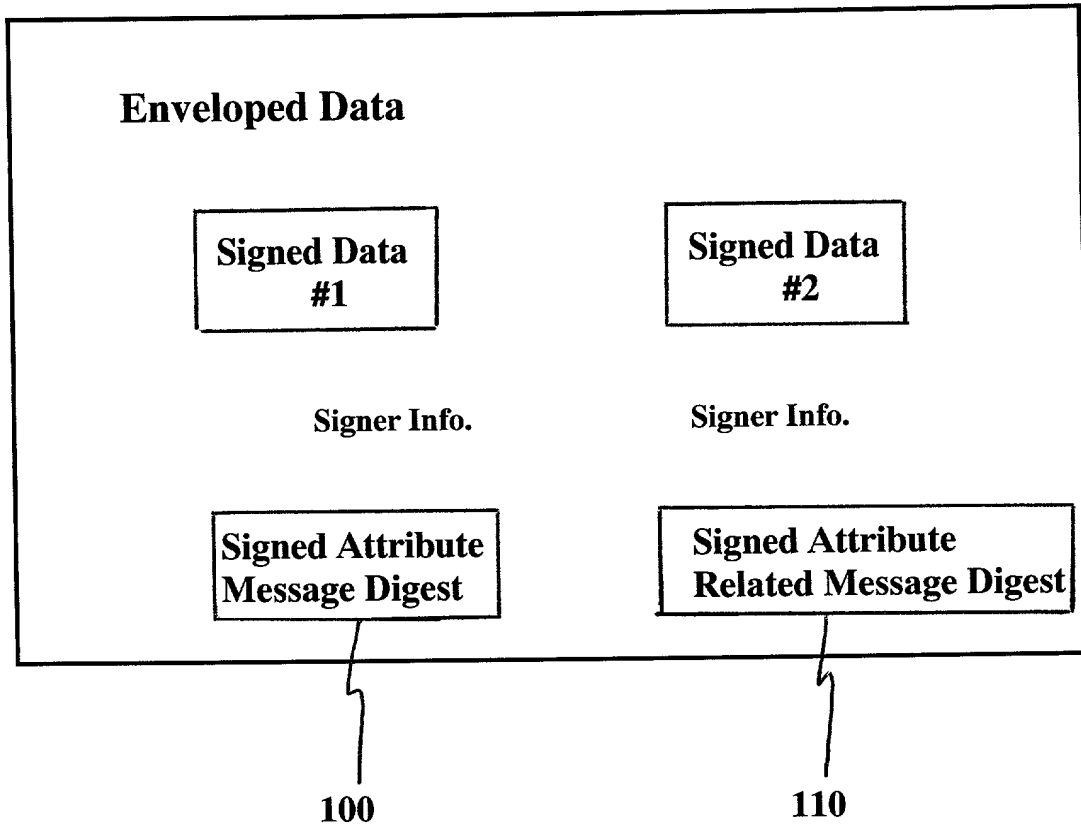 Enveloped Data
Signed Data
#1
Signed Data
#2
Signer Info.
Signer Info.
Signed Attribute
Message Digest
Signed Attribute
Related Message Digest
100
110